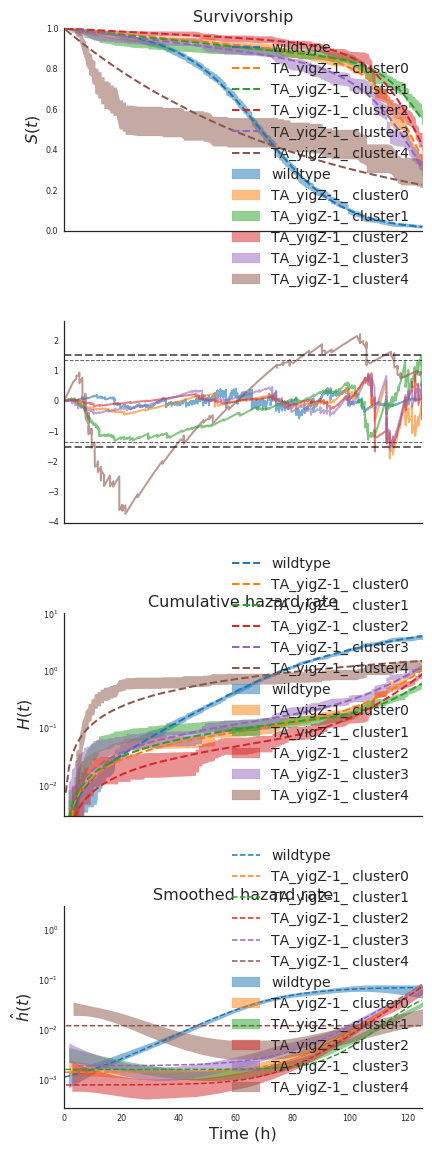 Survivorship
1.0
0.8
0.6
0.4
0.2
0.0
S(t)
wildtype
TA_yigZ-1_ cluster0
TA_yigZ-1_ cluster1
TA_yigZ-1_ cluster2
TA_yigZ-1_ cluster3
TA_yigZ-1_ cluster4
wildtype
TA_yigZ-1_ cluster0
TA_yigZ-1_ cluster1
TA_yigZ-1_ cluster2
TA_yigZ-1_ cluster3
TA_yigZ-1_ cluster4
2
1
0
−1
−2
−3
−4
Cumulative hazard rate
10¹
10⁰
10⁻¹
10⁻²
H(t)
wildtype
TA_yigZ-1_ cluster0
TA_yigZ-1_ cluster1
TA_yigZ-1_ cluster2
TA_yigZ-1_ cluster3
TA_yigZ-1_ cluster4
wildtype
TA_yigZ-1_ cluster0
TA_yigZ-1_ cluster1
TA_yigZ-1_ cluster2
TA_yigZ-1_ cluster3
TA_yigZ-1_ cluster4
Smoothed hazard rate
10⁰
10⁻¹
10⁻²
10⁻³
ĥ(t)
wildtype
TA_yigZ-1_ cluster0
TA_yigZ-1_ cluster1
TA_yigZ-1_ cluster2
TA_yigZ-1_ cluster3
TA_yigZ-1_ cluster4
wildtype
TA_yigZ-1_ cluster0
TA_yigZ-1_ cluster1
TA_yigZ-1_ cluster2
TA_yigZ-1_ cluster3
TA_yigZ-1_ cluster4
0 20 40 60 80 100 120
Time (h)